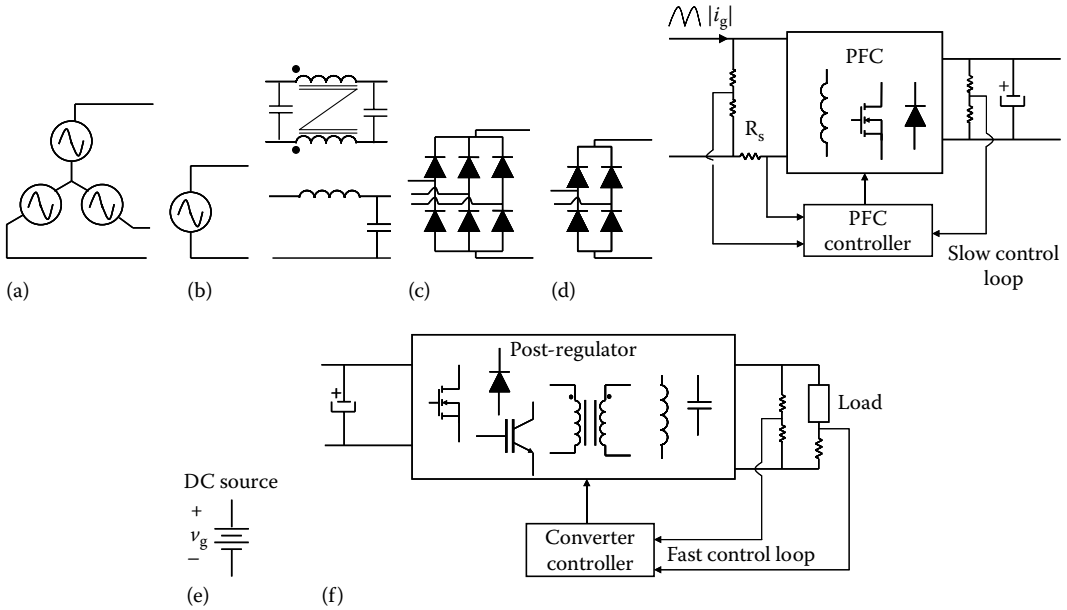 |i_g|
PFC
+
R_s
PFC
controller
Slow control
loop
(a)
(b)
(c)
(d)
Post-regulator
+
Load
DC source
+
v_g
−
Converter
controller
Fast control loop
(e)
(f)